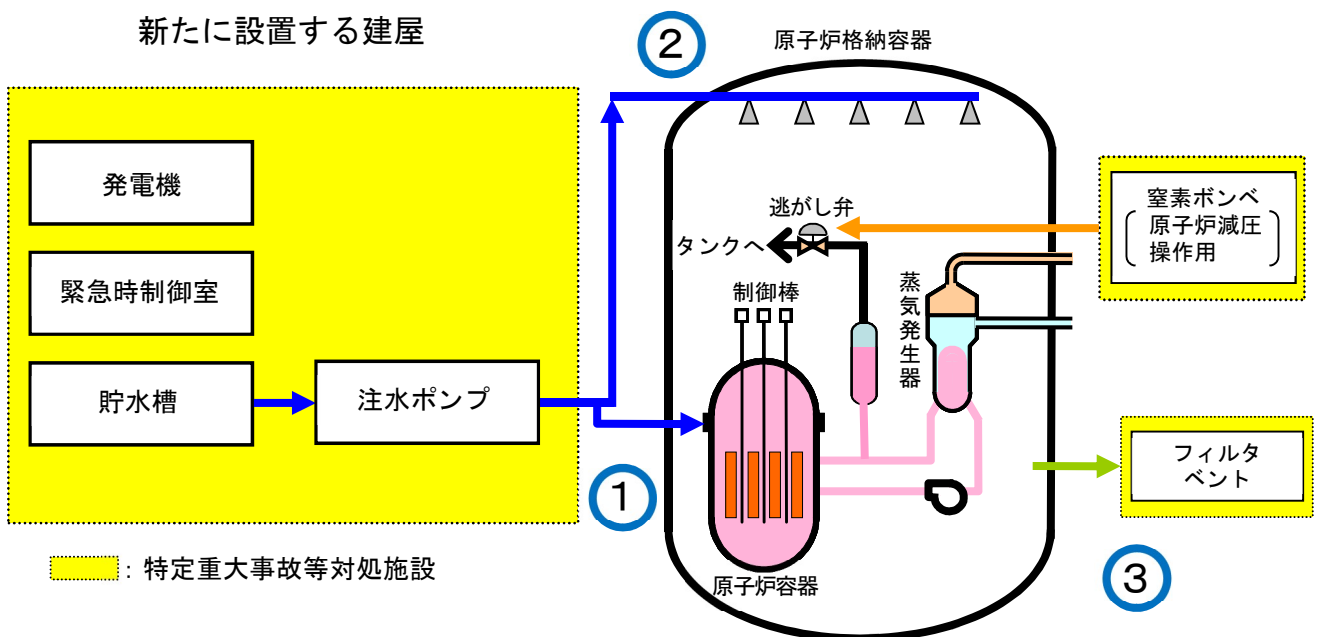 新たに設置する建屋
②
原子炉格納容器
発電機
緊急時制御室
貯水槽
注水ポンプ
逃がし弁
タンクへ
制御棒
蒸気発生器
窒素ボンベ
原子炉減圧
操作用
フィルタ
ベント
①
原子炉容器
③
：特定重大事故等対処施設